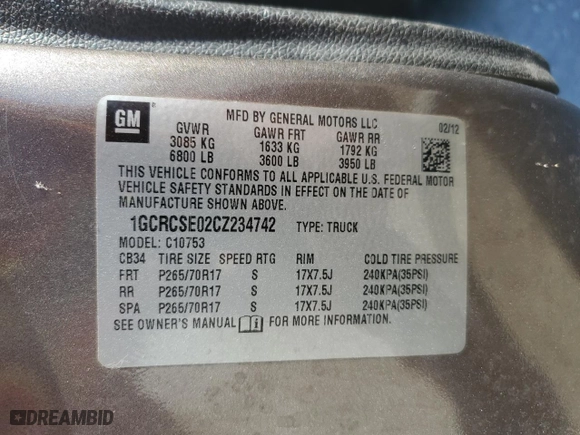 GM
MFD BY GENERAL MOTORS LLC
02/12
GVWR GAWR FRT GAWR RR
3085 KG 1633 KG 1792 KG
6800 LB 3600 LB 3950 LB
THIS VEHICLE CONFORMS TO ALL APPLICABLE U.S. FEDERAL MOTOR
VEHICLE SAFETY STANDARDS IN EFFECT ON THE DATE OF
MANUFACTURE SHOWN ABOVE.
1GCRCSE02CZ234742 TYPE: TRUCK
MODEL: C10753
CB34 TIRE SIZE SPEED RTG RIM COLD TIRE PRESSURE
FRT P265/70R17 S 17X7.5J 240KPA(35PSI)
RR P265/70R17 S 17X7.5J 240KPA(35PSI)
SPA P265/70R17 S 17X7.5J 240KPA(35PSI)
SEE OWNER'S MANUAL FOR MORE INFORMATION.
DREAMBID